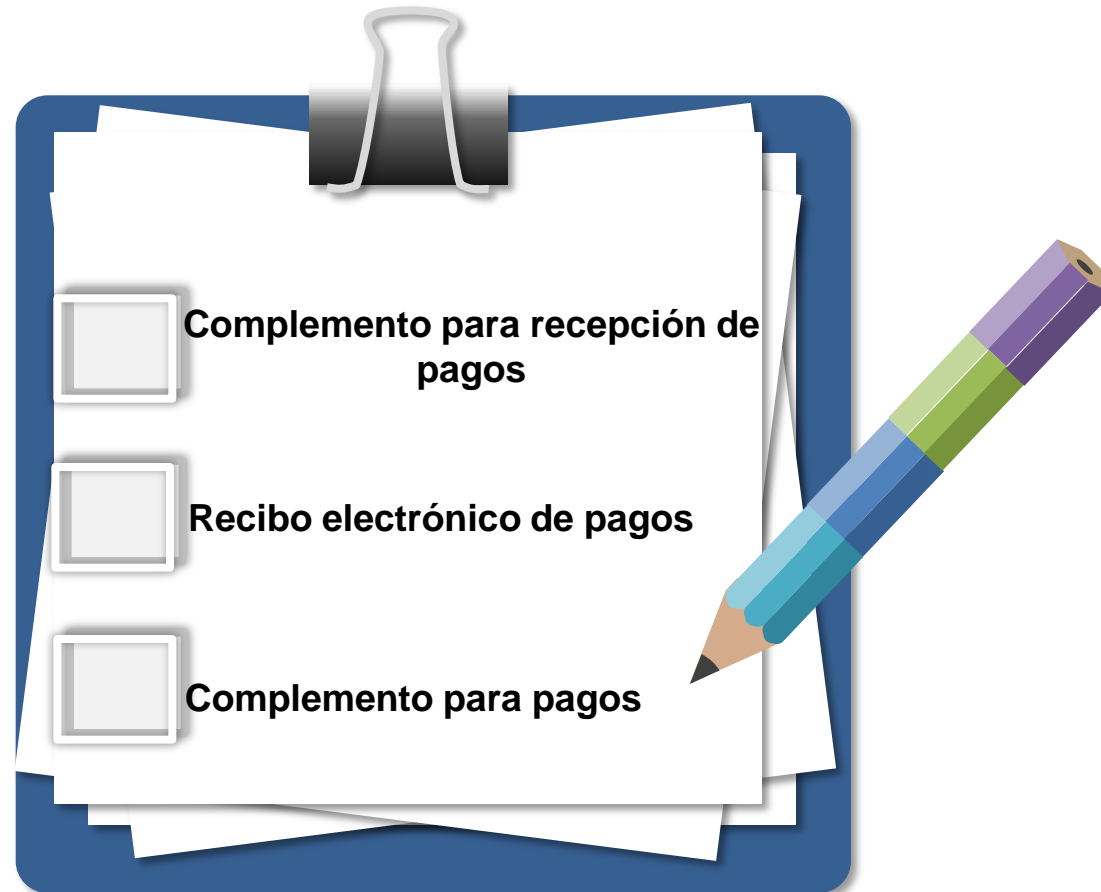 Complemento para recepción de
pagos
Recibo electrónico de pagos
Complemento para pagos